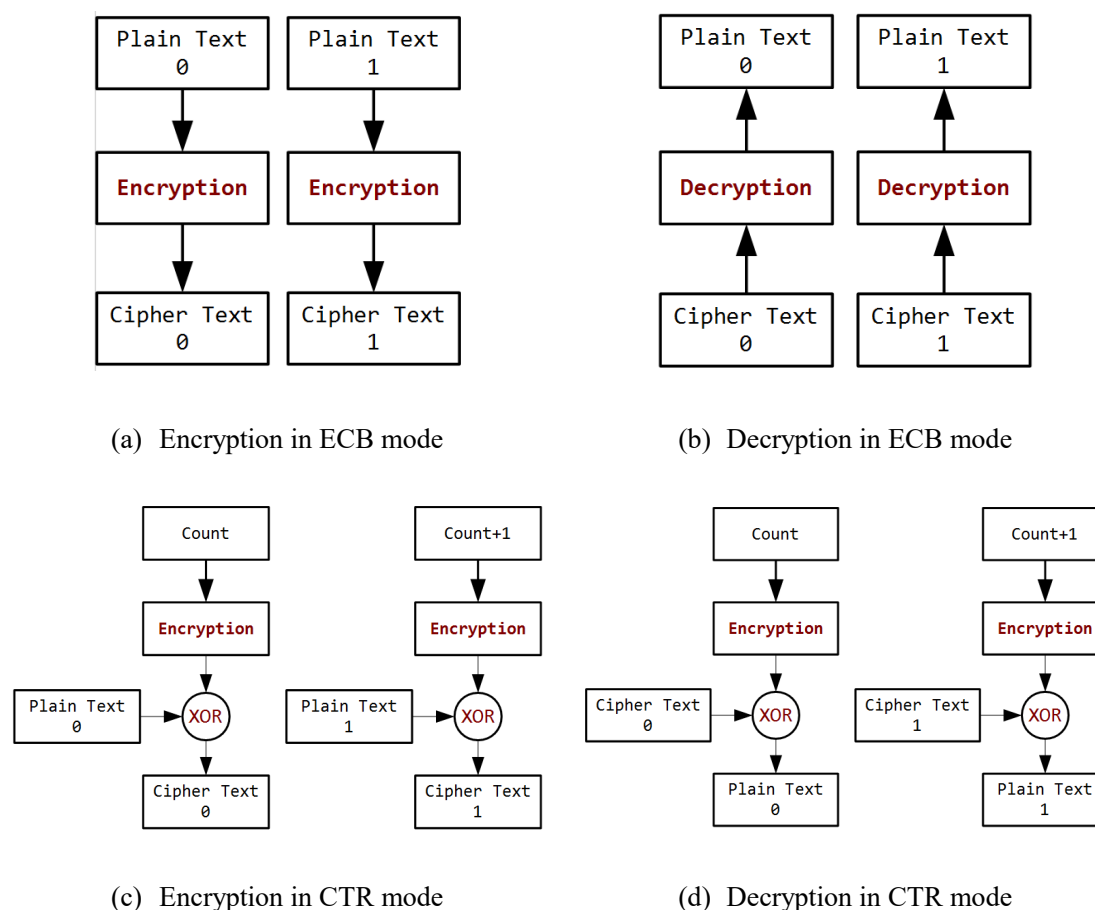 Plain Text
0
Plain Text
1
Encryption
Encryption
Cipher Text
0
Cipher Text
1
(a) Encryption in ECB mode
Plain Text
0
Plain Text
1
Decryption
Decryption
Cipher Text
0
Cipher Text
1
(b) Decryption in ECB mode
Count
Count+1
Encryption
Encryption
Plain Text
0
XOR
Plain Text
1
XOR
Cipher Text
0
Cipher Text
1
(c) Encryption in CTR mode
Count
Count+1
Encryption
Encryption
Cipher Text
0
XOR
Cipher Text
1
XOR
Plain Text
0
Plain Text
1
(d) Decryption in CTR mode